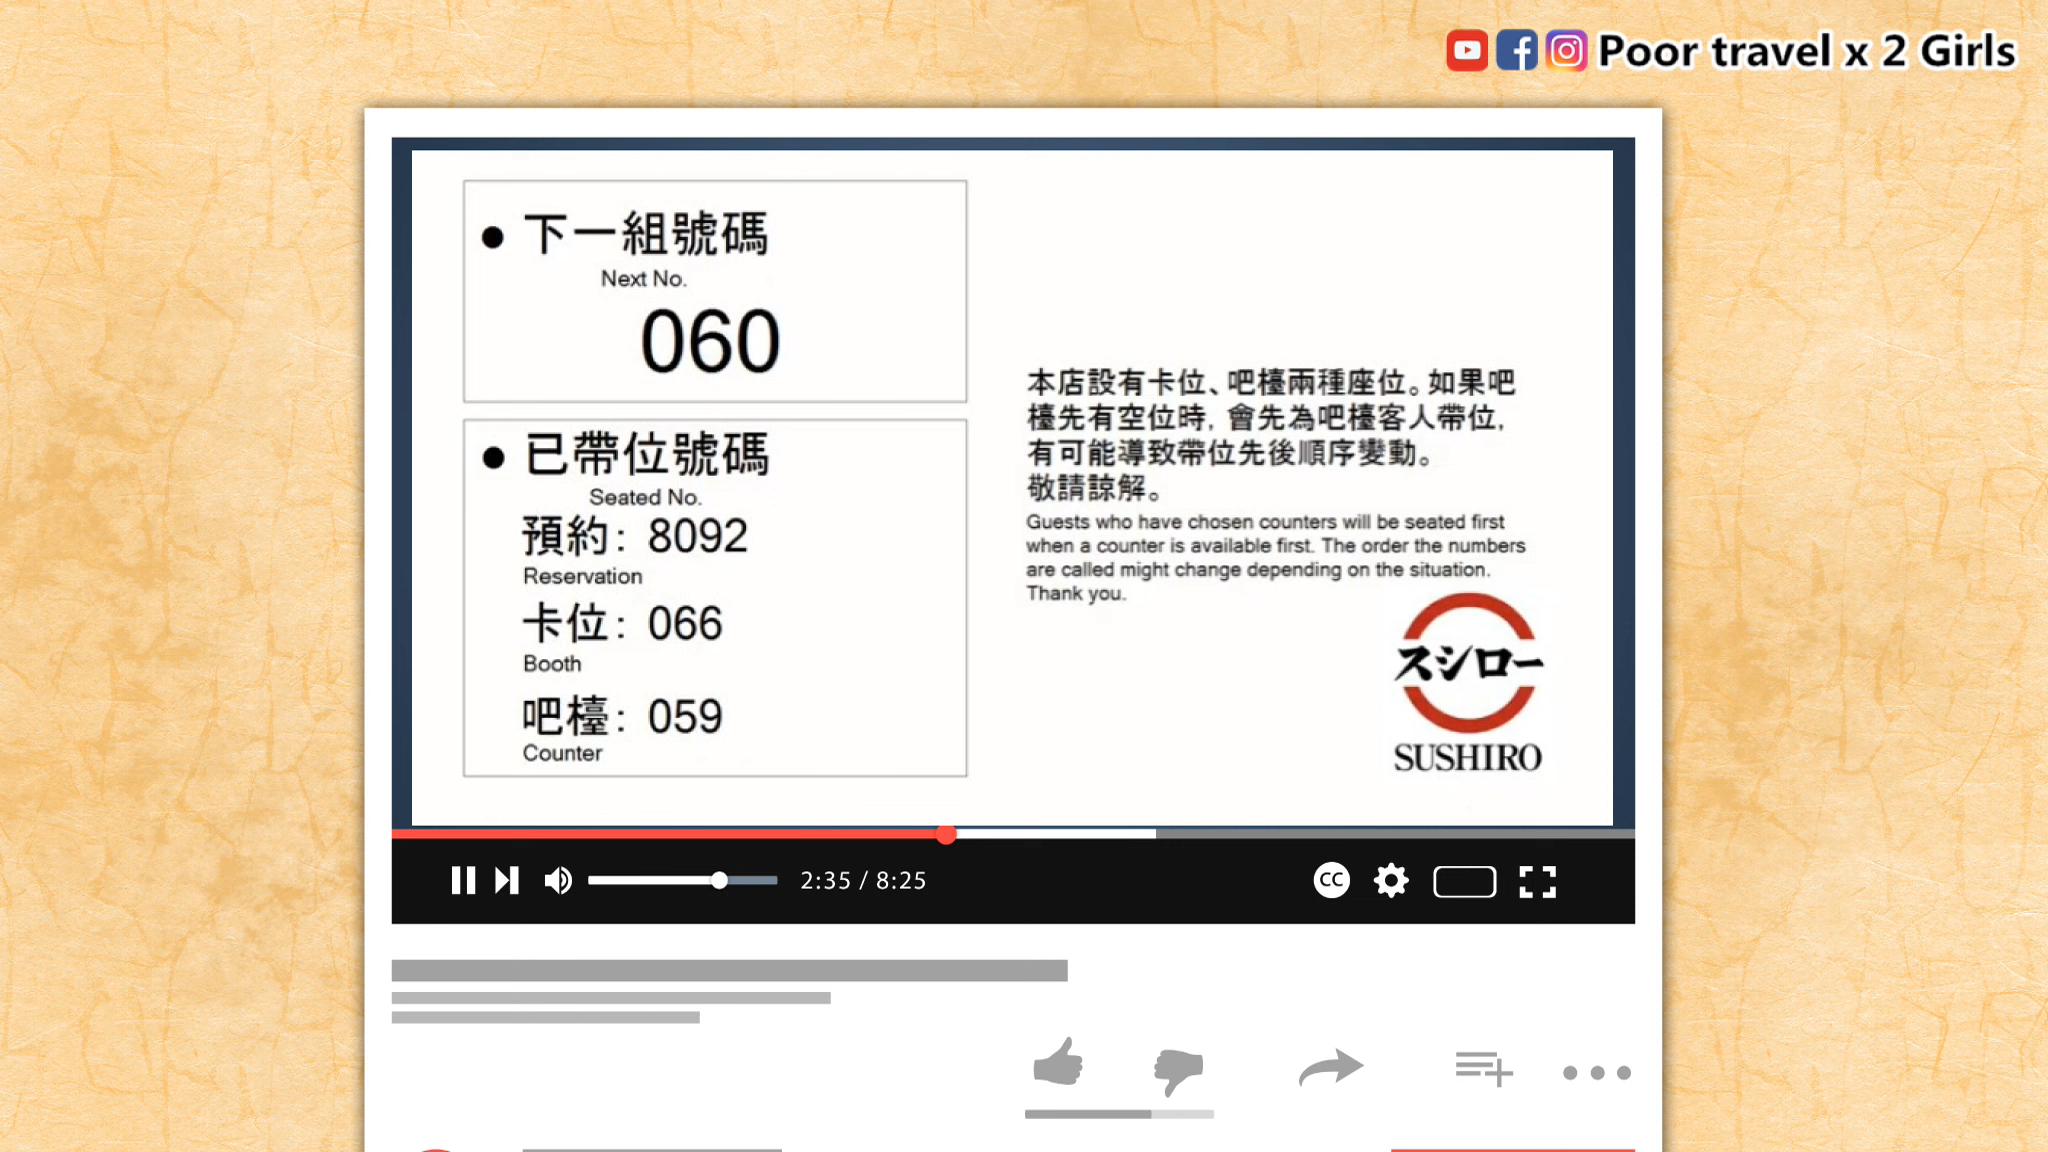 Poor travel x 2 Girls
● 下一組號碼
Next No.
060
● 已帶位號碼
Seated No.
預約: 8092
Reservation
卡位: 066
Booth
吧檯: 059
Counter
本店設有卡位、吧檯兩種座位。如果吧
檯先有空位時, 會先為吧檯客人帶位,
有可能導致帶位先後順序變動。
敬請諒解。
Guests who have chosen counters will be seated first
when a counter is available first. The order the numbers
are called might change depending on the situation.
Thank you.
スシロー
SUSHIRO
2:35 / 8:25
CC